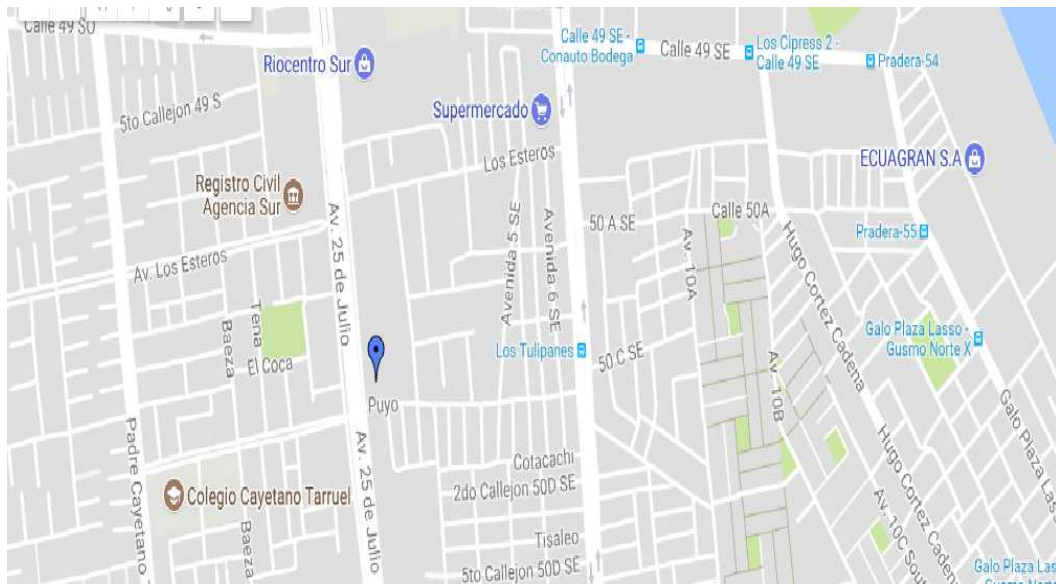 Calle 49 SO
Riocentro Sur
Calle 49 SE -
Conauto Bodega
Calle 49 SE
Los Cipress 2 -
Calle 49 SE
Pradera-54
5to Callejon 49 S
Supermercado
Los Esteros
ECUAGRAN S.A
Registro Civil
Agencia Sur
Av. 25 de Julio
Avenida 5 SE
Avenida 6 SE
50 A SE
Calle 50A
Av. 10A
Hugo Cortez Cadena
Pradera-55
Av. Los Esteros
Tena
Baeza
El Coca
Los Tulipanes
50 C SE
Av. 10B
Galo Plaza Lasso -
Gusmo Norte X
Puyo
Padre Cayetano T
Av. 25 de Julio
Cotacachi
2do Callejon 50D SE
Hugo Cortez Cadena
Galo Plaza Las
Colegio Cayetano Tarruel
Baeza
Tisaleo
5to Callejon 50D SE
Av. 10C Sou
Galo Plaza Las
Gusmo Norte